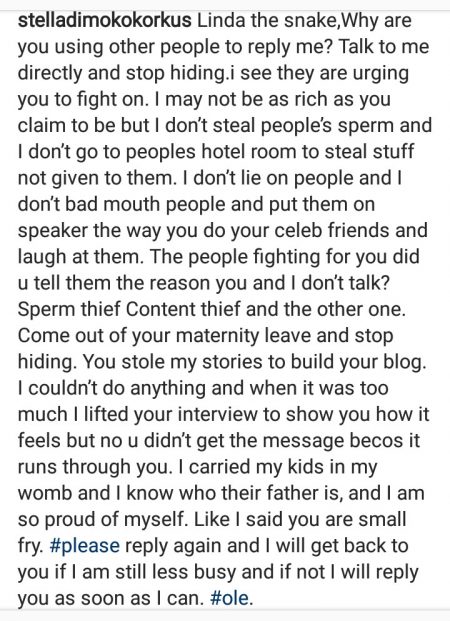 stelladimokokorkus Linda the snake,Why are
you using other people to reply me? Talk to me
directly and stop hiding.i see they are urging
you to fight on. I may not be as rich as you
claim to be but I don't steal people's sperm and
I don't go to peoples hotel room to steal stuff
not given to them. I don't lie on people and I
don't bad mouth people and put them on
speaker the way you do your celeb friends and
laugh at them. The people fighting for you did
u tell them the reason you and I don't talk?
Sperm thief Content thief and the other one.
Come out of your maternity leave and stop
hiding. You stole my stories to build your blog.
I couldn't do anything and when it was too
much I lifted your interview to show you how it
feels but no u didn't get the message becos it
runs through you. I carried my kids in my
womb and I know who their father is, and I am
so proud of myself. Like I said you are small
fry. #please reply again and I will get back to
you if I am still less busy and if not I will reply
you as soon as I can. #ole.